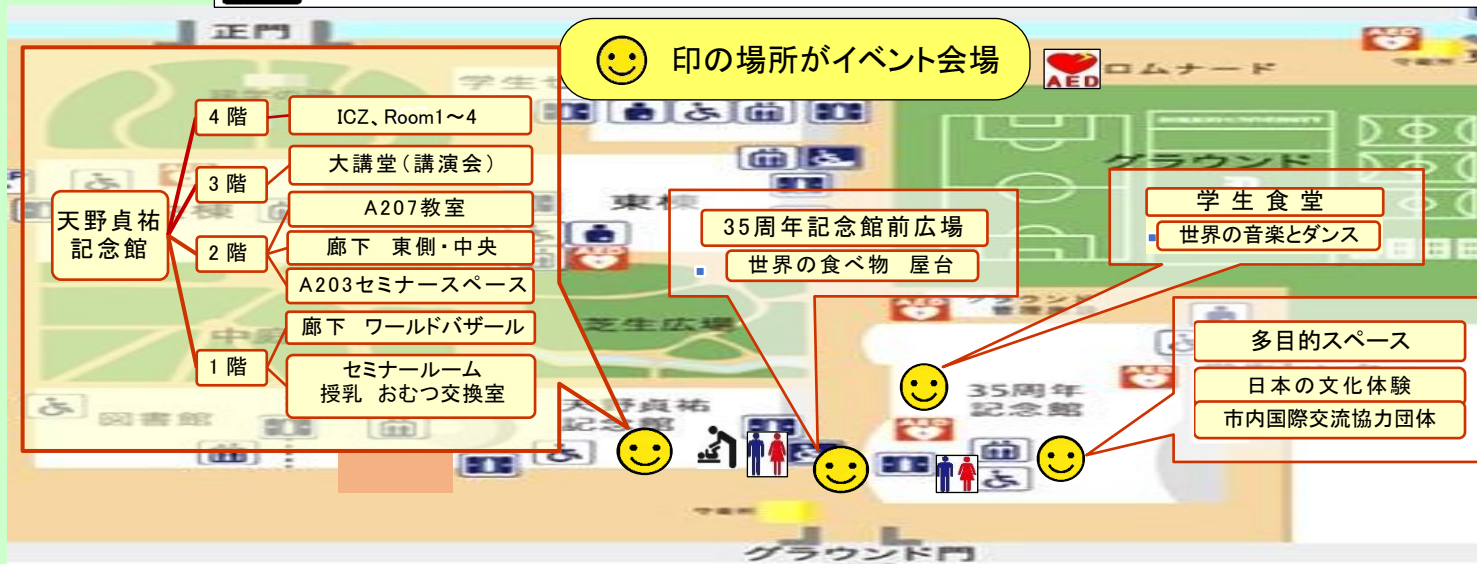 正門
印の場所がイベント会場
AED
AED
ロムナード
学生セ
4階
ICZ、Room1～4
3階
大講堂(講演会)
天野貞祐
記念館
2階
A207教室
廊下 東側・中央
A203セミナースペース
1階
廊下 ワールドバザール
セミナールーム
授乳 おむつ交換室
東棟
グラウンド
35周年記念館前広場
世界の食べ物 屋台
学生食堂
世界の音楽とダンス
多目的スペース
日本の文化体験
市内国際交流協力団体
中庭
芝生広場
図書館
天野貞祐
記念館
35周年
記念館
守衛所
グラウンド門